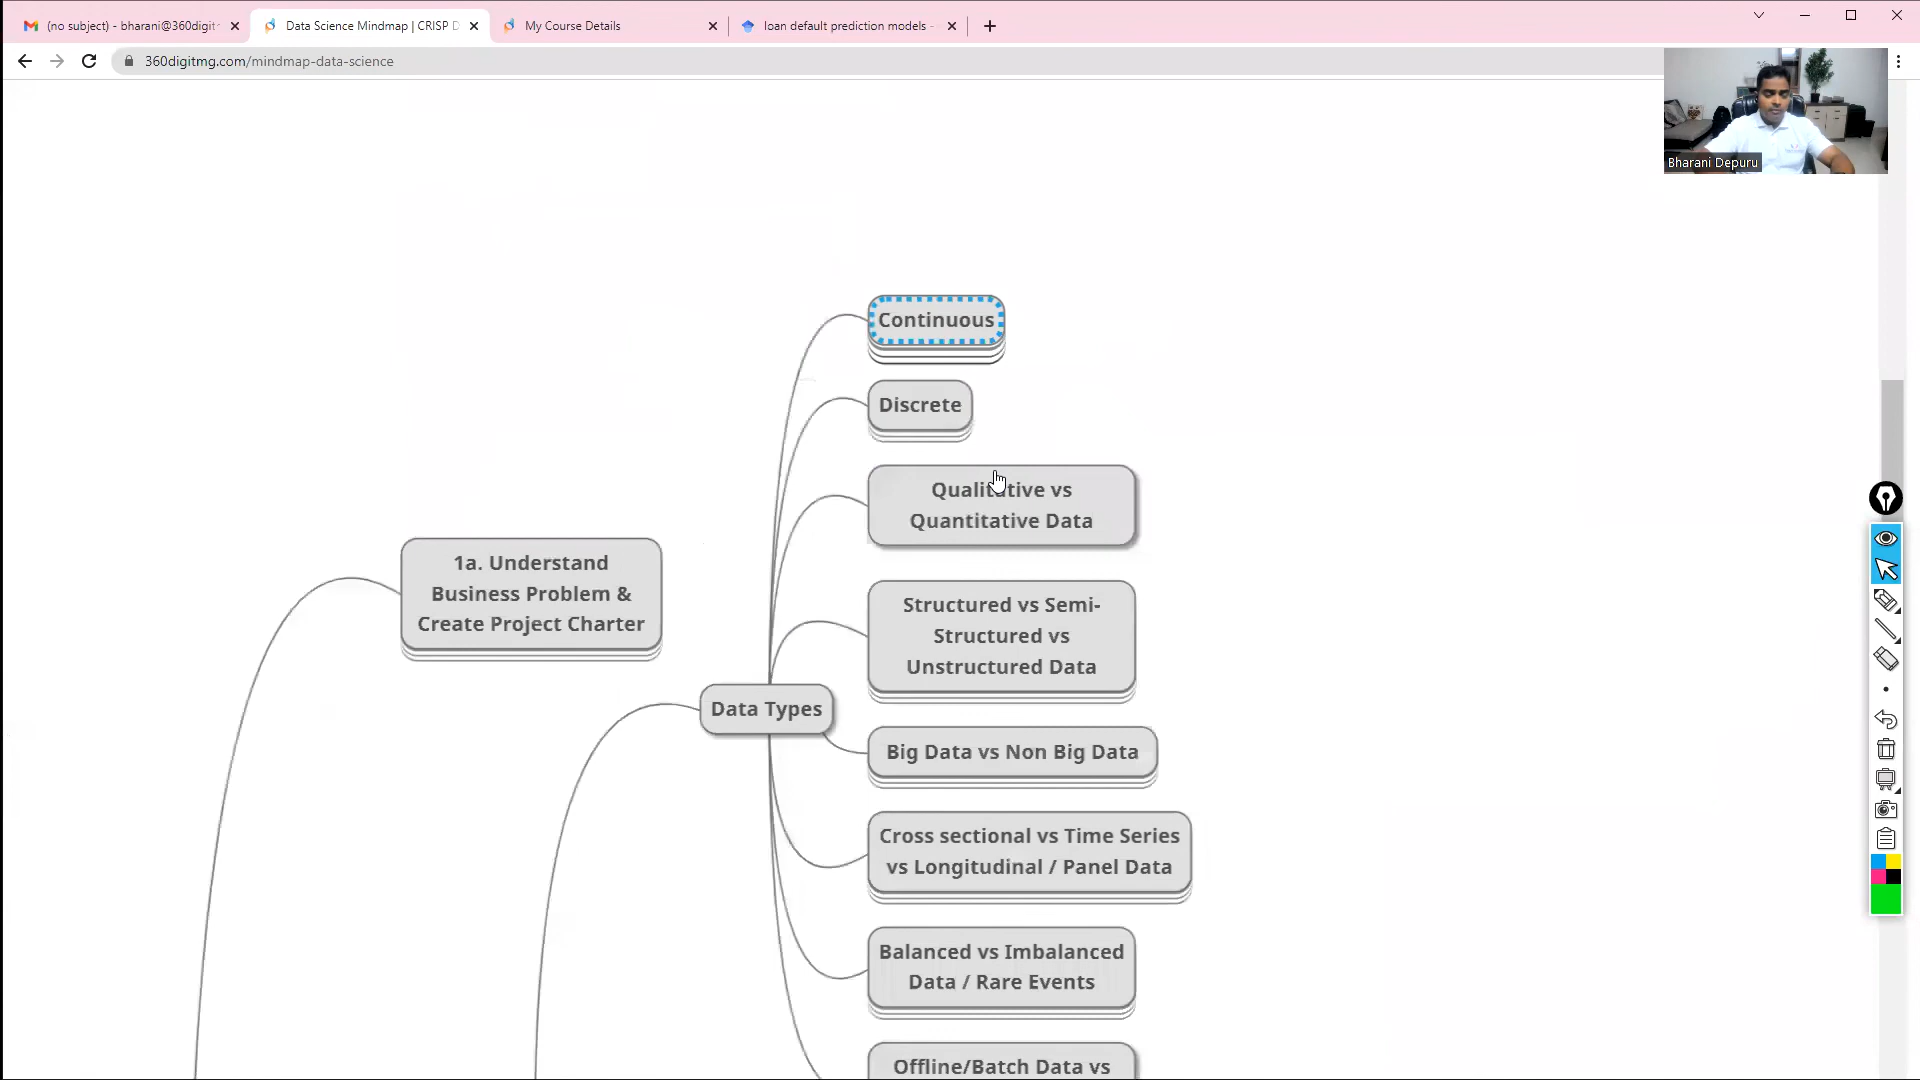 (no subject) - bharani@360digit
Data Science Mindmap | CRISP D
My Course Details
loan default prediction models -
360digitmg.com/mindmap-data-science
Bharani Depuru
Continuous
Discrete
Qualitative vs
Quantitative Data
1a. Understand
Business Problem &
Create Project Charter
Structured vs Semi-
Structured vs
Unstructured Data
Data Types
Big Data vs Non Big Data
Cross sectional vs Time Series
vs Longitudinal / Panel Data
Balanced vs Imbalanced
Data / Rare Events
Offline/Batch Data vs